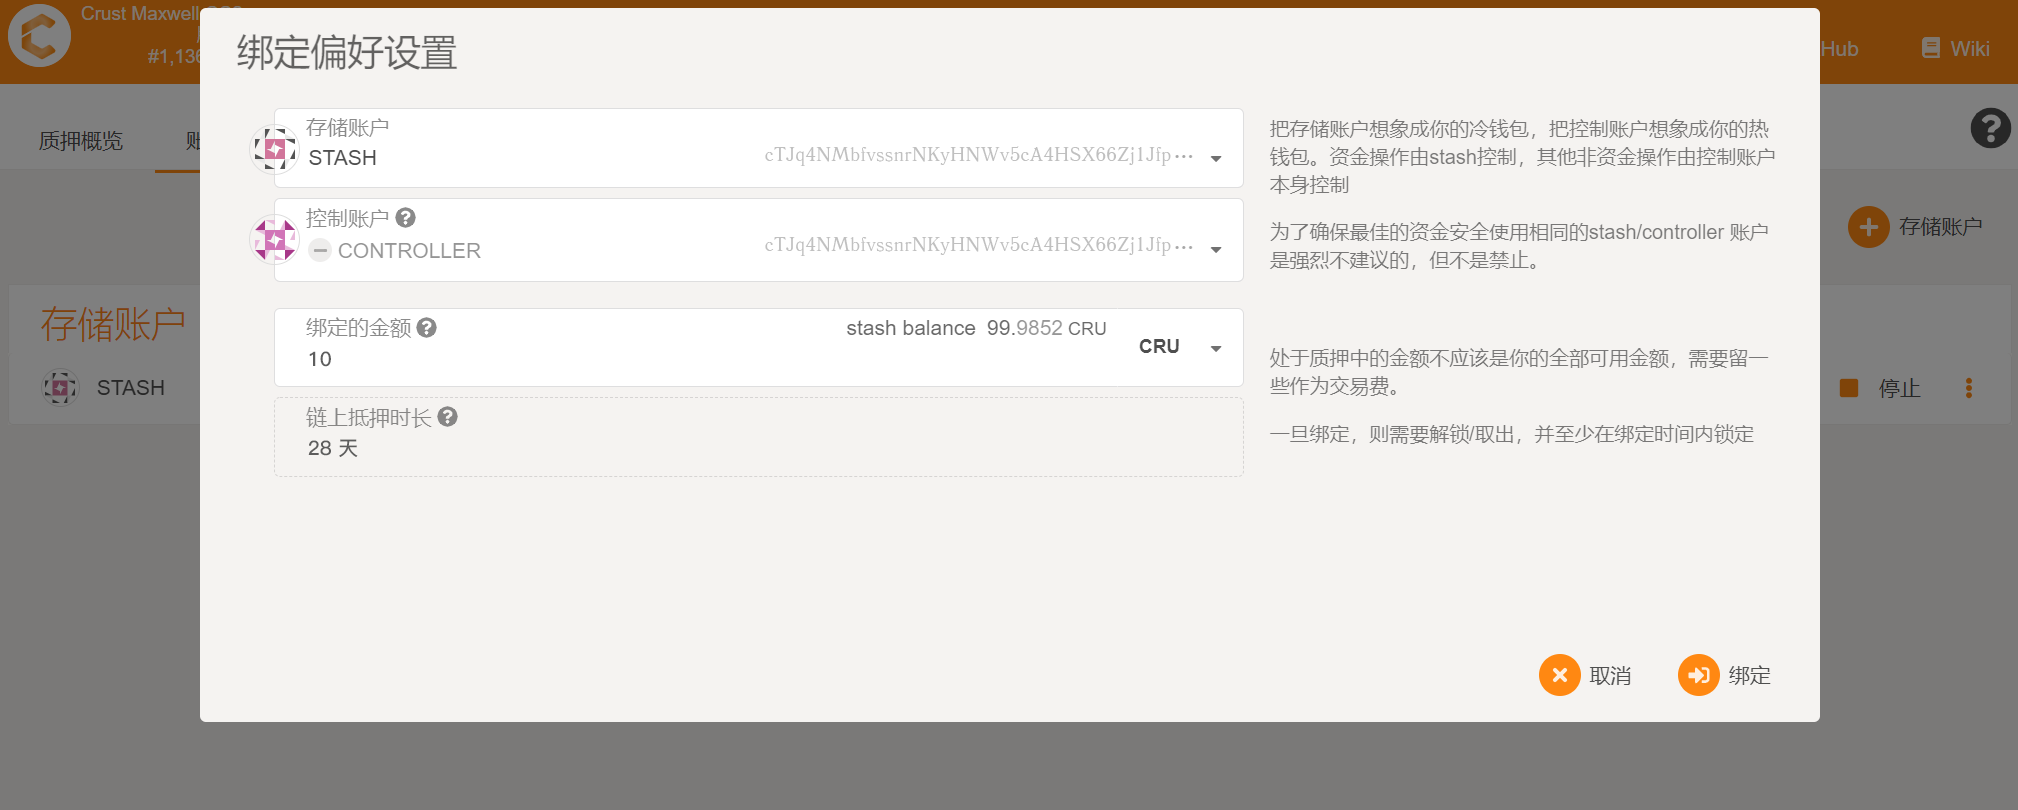 Crust Maxwell
#1,136
Hub
Wiki
质押概览
存储账户
存储账户
STASH
停止
绑定偏好设置
存储账户
STASH
cTJq4NMbfvssnrNKyHNWv5cA4HSX66Zj1Jfp…
控制账户
CONTROLLER
cTJq4NMbfvssnrNKyHNWv5cA4HSX66Zj1Jfp…
把存储账户想象成你的冷钱包，把控制账户想象成你的热
钱包。资金操作由stash控制，其他非资金操作由控制账户
本身控制
为了确保最佳的资金安全使用相同的stash/controller 账户
是强烈不建议的，但不是禁止。
绑定的金额
10
stash balance 99.9852 CRU
CRU
链上抵押时长
28 天
处于质押中的金额不应该是你的全部可用金额，需要留一
些作为交易费。
一旦绑定，则需要解锁/取出，并至少在绑定时间内锁定
取消
绑定